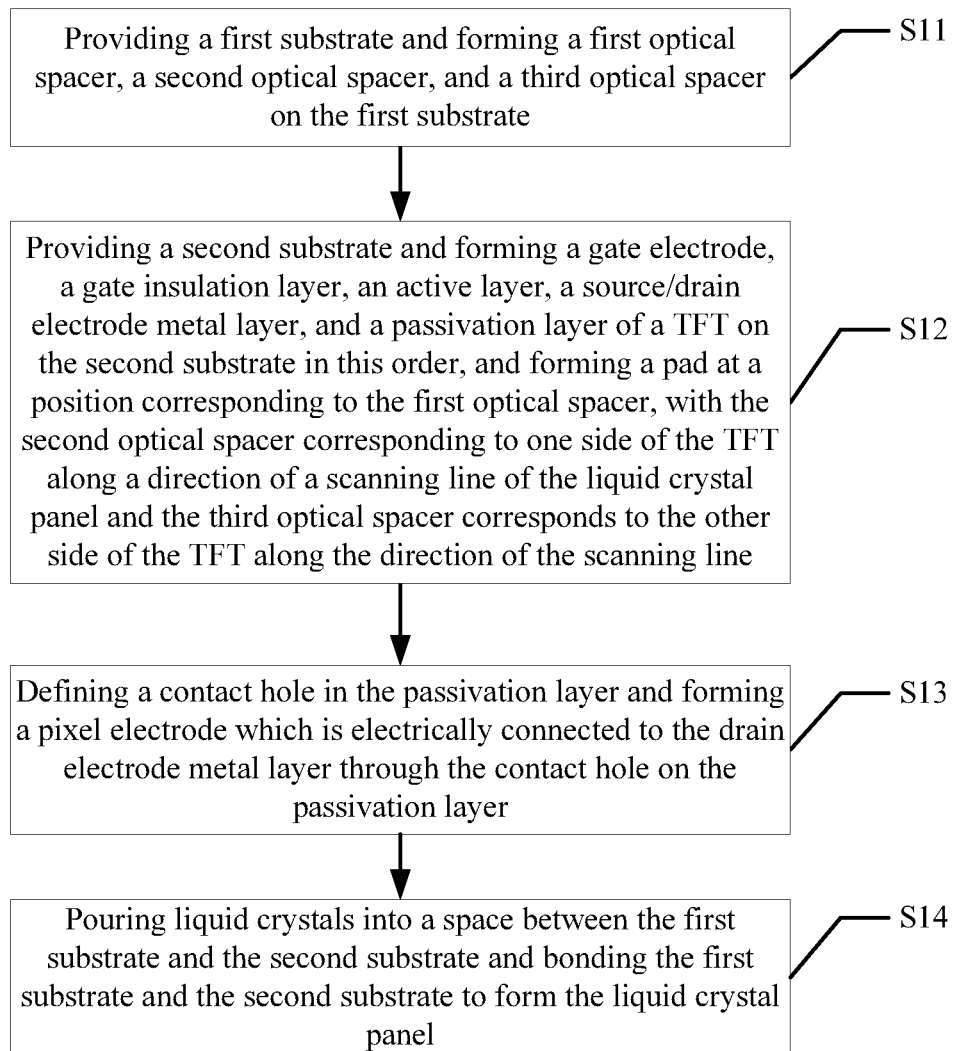 Providing a first substrate and forming a first optical
spacer, a second optical spacer, and a third optical spacer
on the first substrate
S11
Providing a second substrate and forming a gate electrode,
a gate insulation layer, an active layer, a source/drain
electrode metal layer, and a passivation layer of a TFT on
the second substrate in this order, and forming a pad at a
position corresponding to the first optical spacer, with the
second optical spacer corresponding to one side of the TFT
along a direction of a scanning line of the liquid crystal
panel and the third optical spacer corresponds to the other
side of the TFT along the direction of the scanning line
S12
Defining a contact hole in the passivation layer and forming
a pixel electrode which is electrically connected to the drain
electrode metal layer through the contact hole on the
passivation layer
S13
Pouring liquid crystals into a space between the first
substrate and the second substrate and bonding the first
substrate and the second substrate to form the liquid crystal
panel
S14